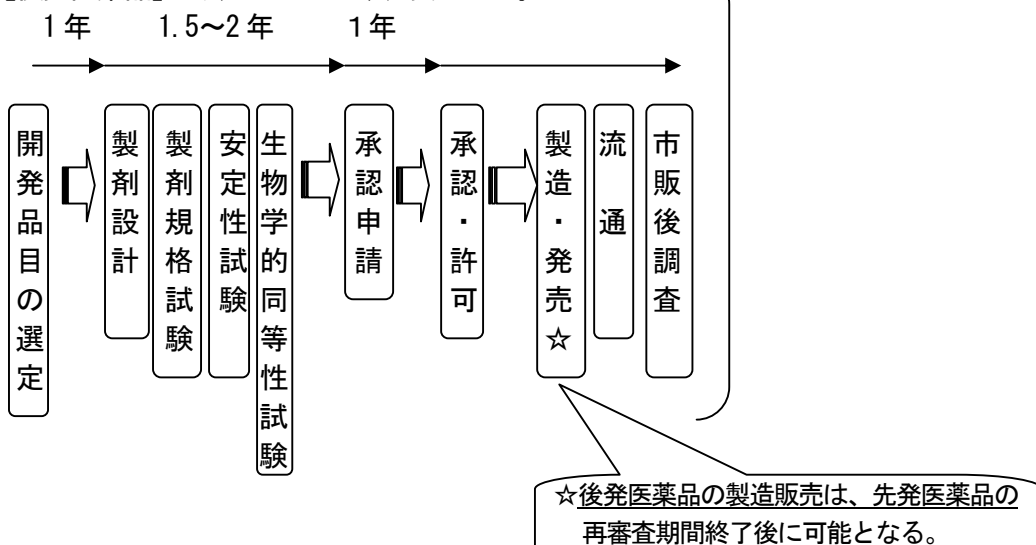 1年　1.5～2年　1年
開発品目の選定
製剤設計
製剤規格試験
安定性試験
生物学的同等性試験
承認申請
承認・許可
製造・発売☆
流通
市販後調査
☆後発医薬品の製造販売は、先発医薬品の
再審査期間終了後に可能となる。